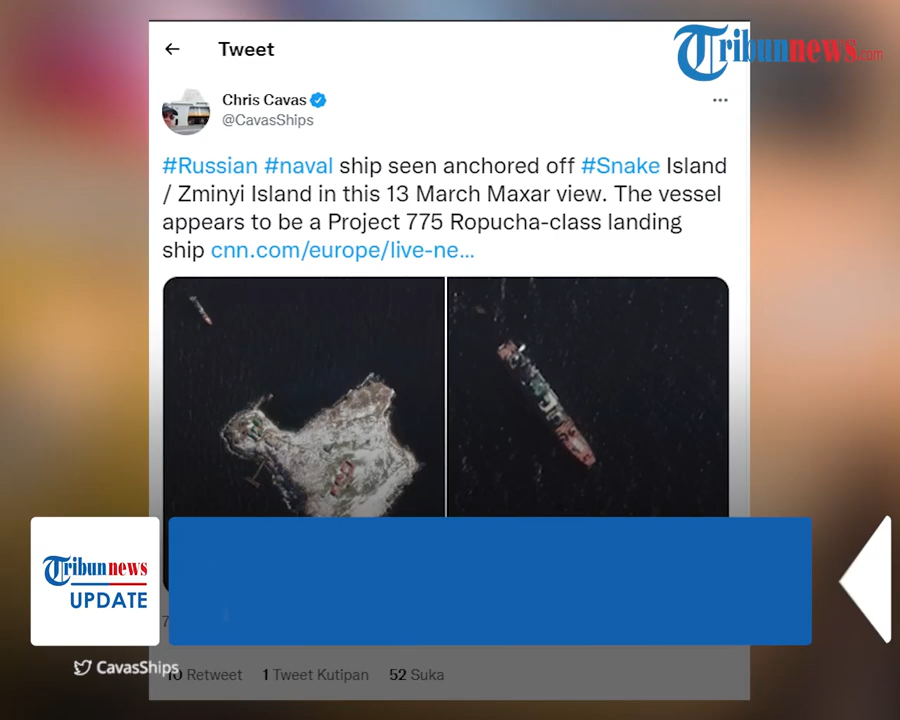 Tweet
Tribunnews.com
Chris Cavas
@CavasShips
#Russian #naval ship seen anchored off #Snake Island
/ Zminyi Island in this 13 March Maxar view. The vessel
appears to be a Project 775 Ropucha-class landing
ship cnn.com/europe/live-ne...
Tribunnews
UPDATE
7
CavasShips
10 Retweet 1 Tweet Kutipan 52 Suka